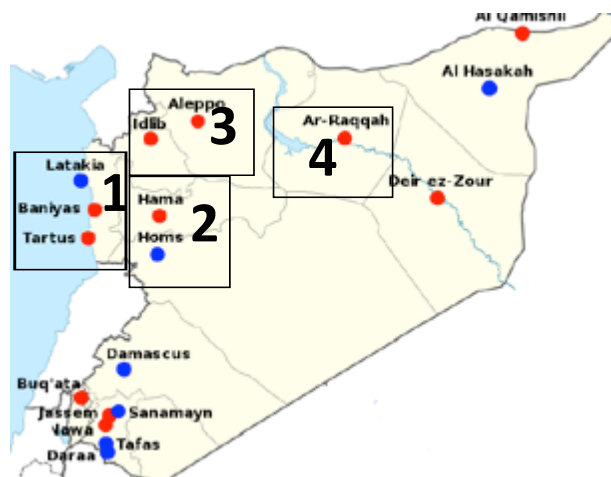 Al Qamishli
Al Hasakah
Aleppo
Idlib
3
Ar-Raqqah
4
Latakia
1
Baniyas
Tartus
Deir ez-Zour
Hama
2
Homs
Damascus
Buq'ata
Jassem
Sanamayn
Nawa
Tafas
Daraa